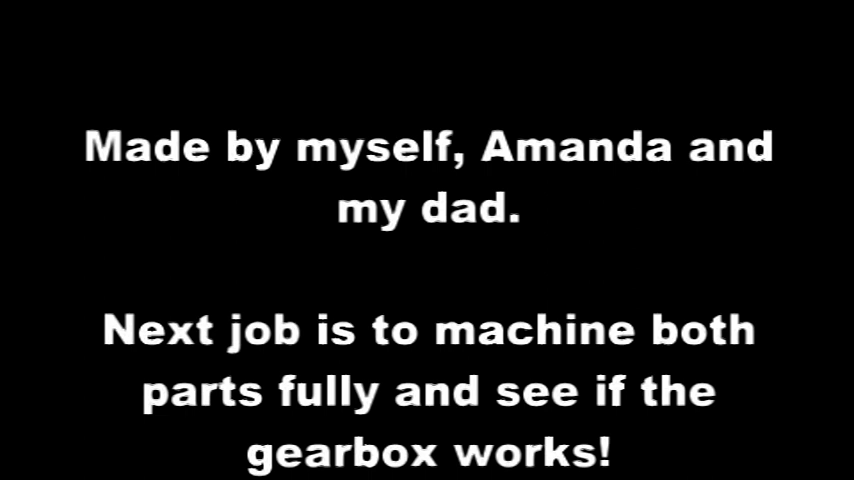 Made by myself, Amanda and
my dad.
Next job is to machine both
parts fully and see if the
gearbox works!